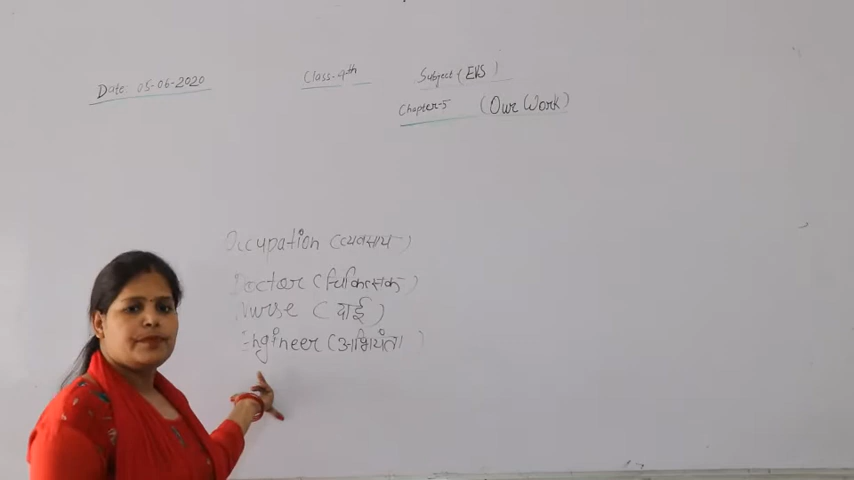 Date: 05-06-2020 Class-4th Subject (EVS)
Chapter-5 (Our Work)
Occupation (व्यवसाय)
Doctor (चिकित्सक)
Nurse (दाई)
Engineer (अभियंता)